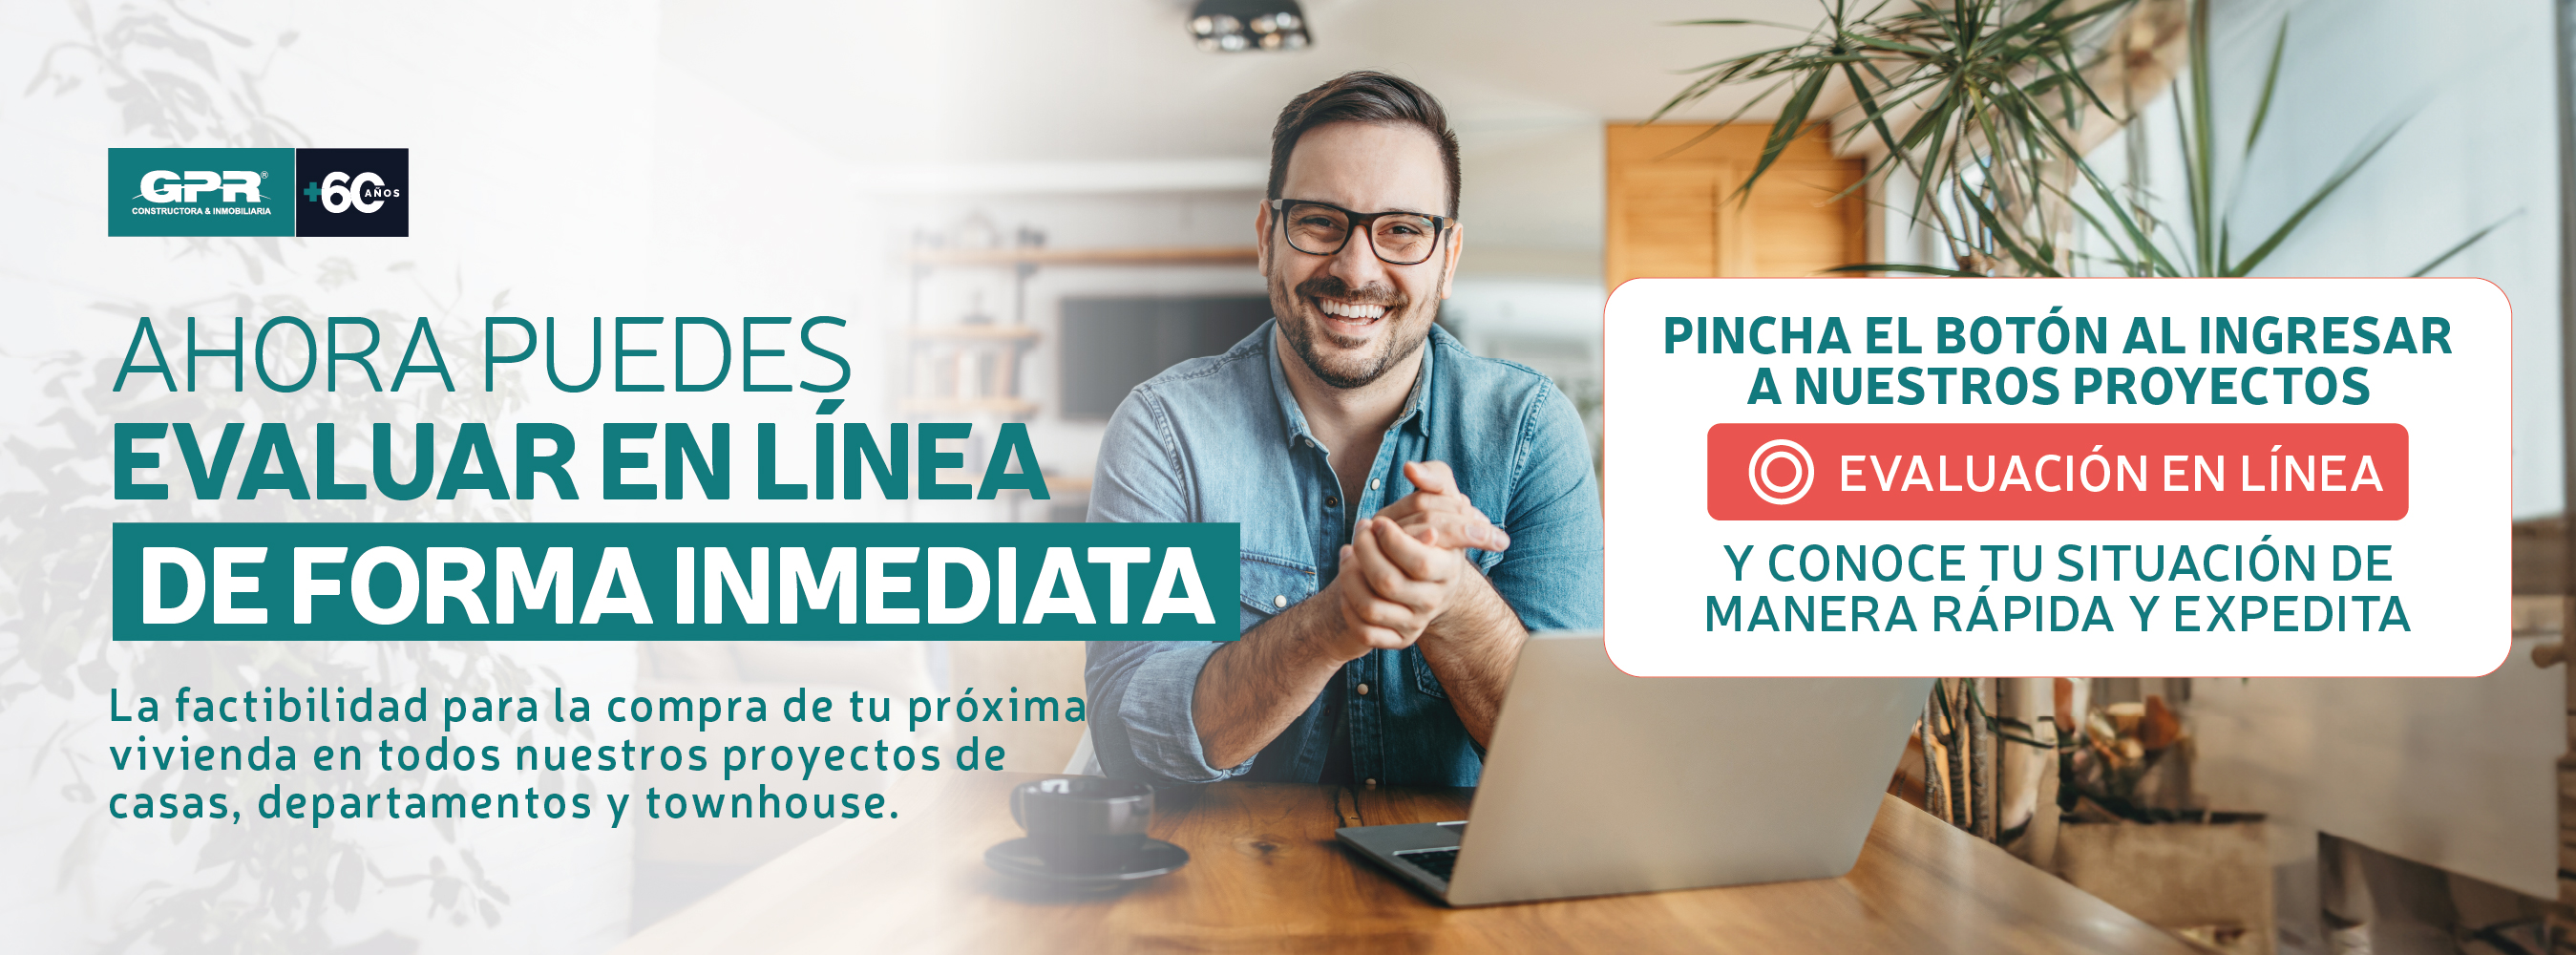 GPR®
CONSTRUCTORA & INMOBILIARIA
+60 AÑOS
AHORA PUEDES
EVALUAR EN LÍNEA
DE FORMA INMEDIATA
La factibilidad para la compra de tu próxima
vivienda en todos nuestros proyectos de
casas, departamentos y townhouse.
PINCHA EL BOTÓN AL INGRESAR
A NUESTROS PROYECTOS
EVALUACIÓN EN LÍNEA
Y CONOCE TU SITUACIÓN DE
MANERA RÁPIDA Y EXPEDITA